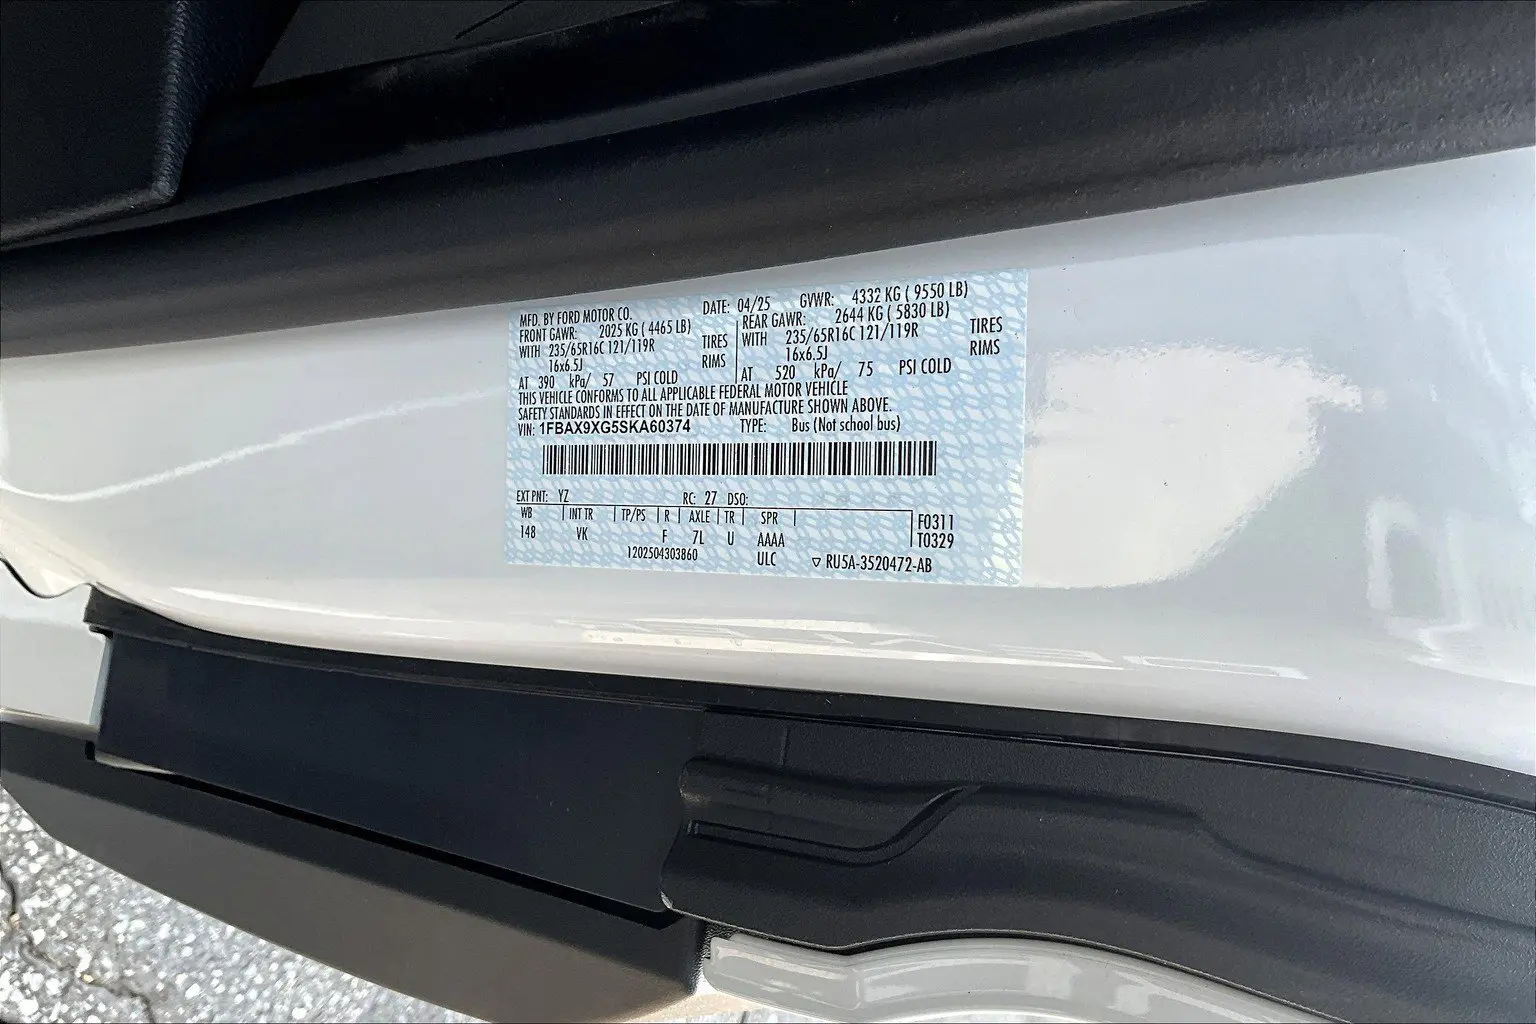 MFD. BY FORD MOTOR CO. DATE: 04/25 GVWR: 4332 KG ( 9550 LB)
FRONT GAWR: 2025 KG ( 4465 LB) REAR GAWR: 2644 KG ( 5830 LB)
WITH 235/65R16C 121/119R TIRES WITH 235/65R16C 121/119R TIRES
16x6.5J RIMS 16x6.5J RIMS
AT 390 kPa/ 57 PSI COLD AT 520 kPa/ 75 PSI COLD
THIS VEHICLE CONFORMS TO ALL APPLICABLE FEDERAL MOTOR VEHICLE
SAFETY STANDARDS IN EFFECT ON THE DATE OF MANUFACTURE SHOWN ABOVE.
VIN: 1FBAX9XG5SKA60374 TYPE: Bus (Not school bus)
EXT PNT: YZ RC: 27 DSO:
WB INT TR TP/PS R AXLE TR SPR F0311
148 VK F 7L U AAAA T0329
1202504303860 ULC ▽ RU5A-3520472-AB